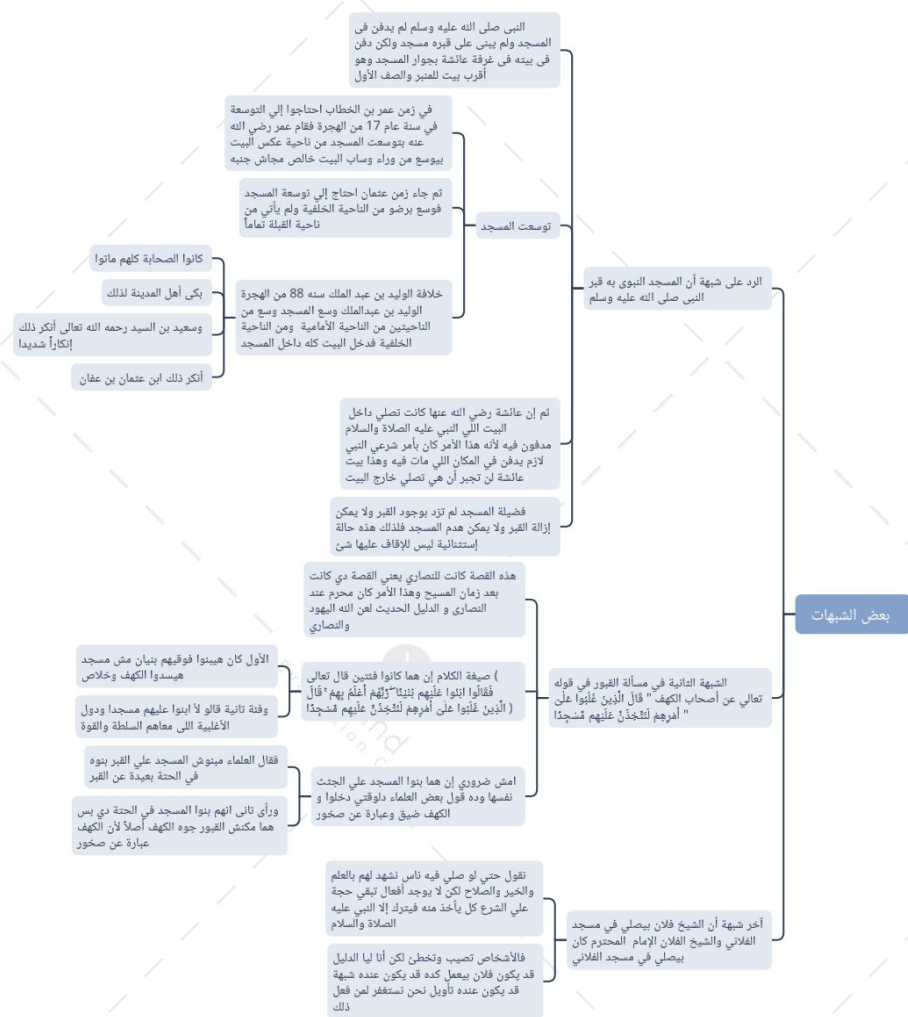 بعض الشبهات
الرد على شبهة أن المسجد النبوى به قبر
النبى صلى الله عليه وسلم
النبى صلى الله عليه وسلم لم يدفن فى
المسجد ولم يبنى على قبره مسجد ولكن دفن
فى بيته فى غرفة عائشة بجوار المسجد وهو
أقرب بيت للمنبر والصف الأول
توسعت المسجد
في زمن عمر بن الخطاب احتاجوا إلي التوسعة
في سنة عام 17 من الهجرة فقام عمر رضي الله
عنه بتوسعت المسجد من ناحية عكس البيت
بيوسع من وراء وساب البيت خالص مجاش جنبه
ثم جاء زمن عثمان احتاج إلي توسعة المسجد
فوسع برضو من الناحية الخلفية ولم يأتي من
ناحية القبلة تماماً
خلافة الوليد بن عبد الملك سنه 88 من الهجرة
الوليد بن عبدالملك وسع المسجد وسع من
الناحيتين من الناحية الأمامية ومن الناحية
الخلفية فدخل البيت كله داخل المسجد
كانوا الصحابة كلهم ماتوا
بكى أهل المدينة لذلك
وسعيد بن السيد رحمه الله تعالى أنكر ذلك
إنكاراً شديدا
أنكر ذلك ابن عثمان بن عفان
ثم إن عائشة رضي الله عنها كانت تصلي داخل
البيت اللي النبي عليه الصلاة والسلام
مدفون فيه لأنه هذا الأمر كان بأمر شرعي النبي
لازم يدفن في المكان اللي مات فيه وهذا بيت
عائشة لن تجبر أن هي تصلي خارج البيت
فضيلة المسجد لم تزد بوجود القبر ولا يمكن
إزالة القبر ولا يمكن هدم المسجد فلذلك هذه حالة
إستثنائية ليس للإقاف عليها شئ
الشبهة الثانية في مسألة القبور في قوله
تعالي عن أصحاب الكهف " قَالَ الَّذِينَ غَلَبُوا عَلَىٰ
أَمْرِهِمْ لَنَتَّخِذَنَّ عَلَيْهِم مَّسْجِدًا "
هذه القصة كانت للنصاري يعني القصة دي كانت
بعد زمان المسيح وهذا الأمر كان محرم عند
النصارى و الدليل الحديث لعن الله اليهود
والنصاري
صيغة الكلام إن هما كانوا فئتين قال تعالى (
فَقَالُوا ابْنُوا عَلَيْهِم بُنْيَانًا ۖ رَّبُّهُمْ أَعْلَمُ بِهِمْ ۚ قَالَ
الَّذِينَ غَلَبُوا عَلَىٰ أَمْرِهِمْ لَنَتَّخِذَنَّ عَلَيْهِم مَّسْجِدًا )
الأول كان هيبنوا فوقيهم بنيان مش مسجد
هيسدوا الكهف وخلاص
وفئة تانية قالو لأ ابنوا عليهم مسجدا ودول
الأغلبية اللى معاهم السلطة والقوة
امش ضروري إن هما بنوا المسجد علي الجثث
نفسها وده قول بعض العلماء دلوقتي دخلوا و
الكهف ضيق وعبارة عن صخور
فقال العلماء مبنوش المسجد علي القبر بنوه
في الحتة بعيدة عن القبر
ورأى تانى انهم بنوا المسجد في الحتة دي بس
هما مكنش القبور جوه الكهف أصلاً لأن الكهف
عبارة عن صخور
آخر شبهة أن الشيخ فلان بيصلي في مسجد
الفلاني والشيخ الفلان الإمام المحترم كان
بيصلي في مسجد الفلاني
نقول حتي لو صلي فيه ناس نشهد لهم بالعلم
والخير والصلاح لكن لا يوجد أفعال تبقي حجة
علي الشرع كل يأخذ منه فيترك إلا النبي عليه
الصلاة والسلام
فالأشخاص تصيب وتخطئ لكن أنا ليا الدليل
قد يكون فلان بيعمل كده قد يكون عنده شبهة
قد يكون عنده تأويل نحن نستغفر لمن فعل
ذلك